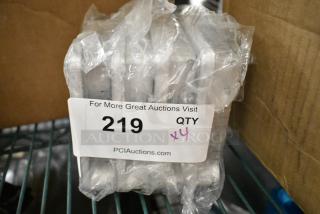 For More Great Auctions Visit
219 QTY
x4
PCIAuctions.com